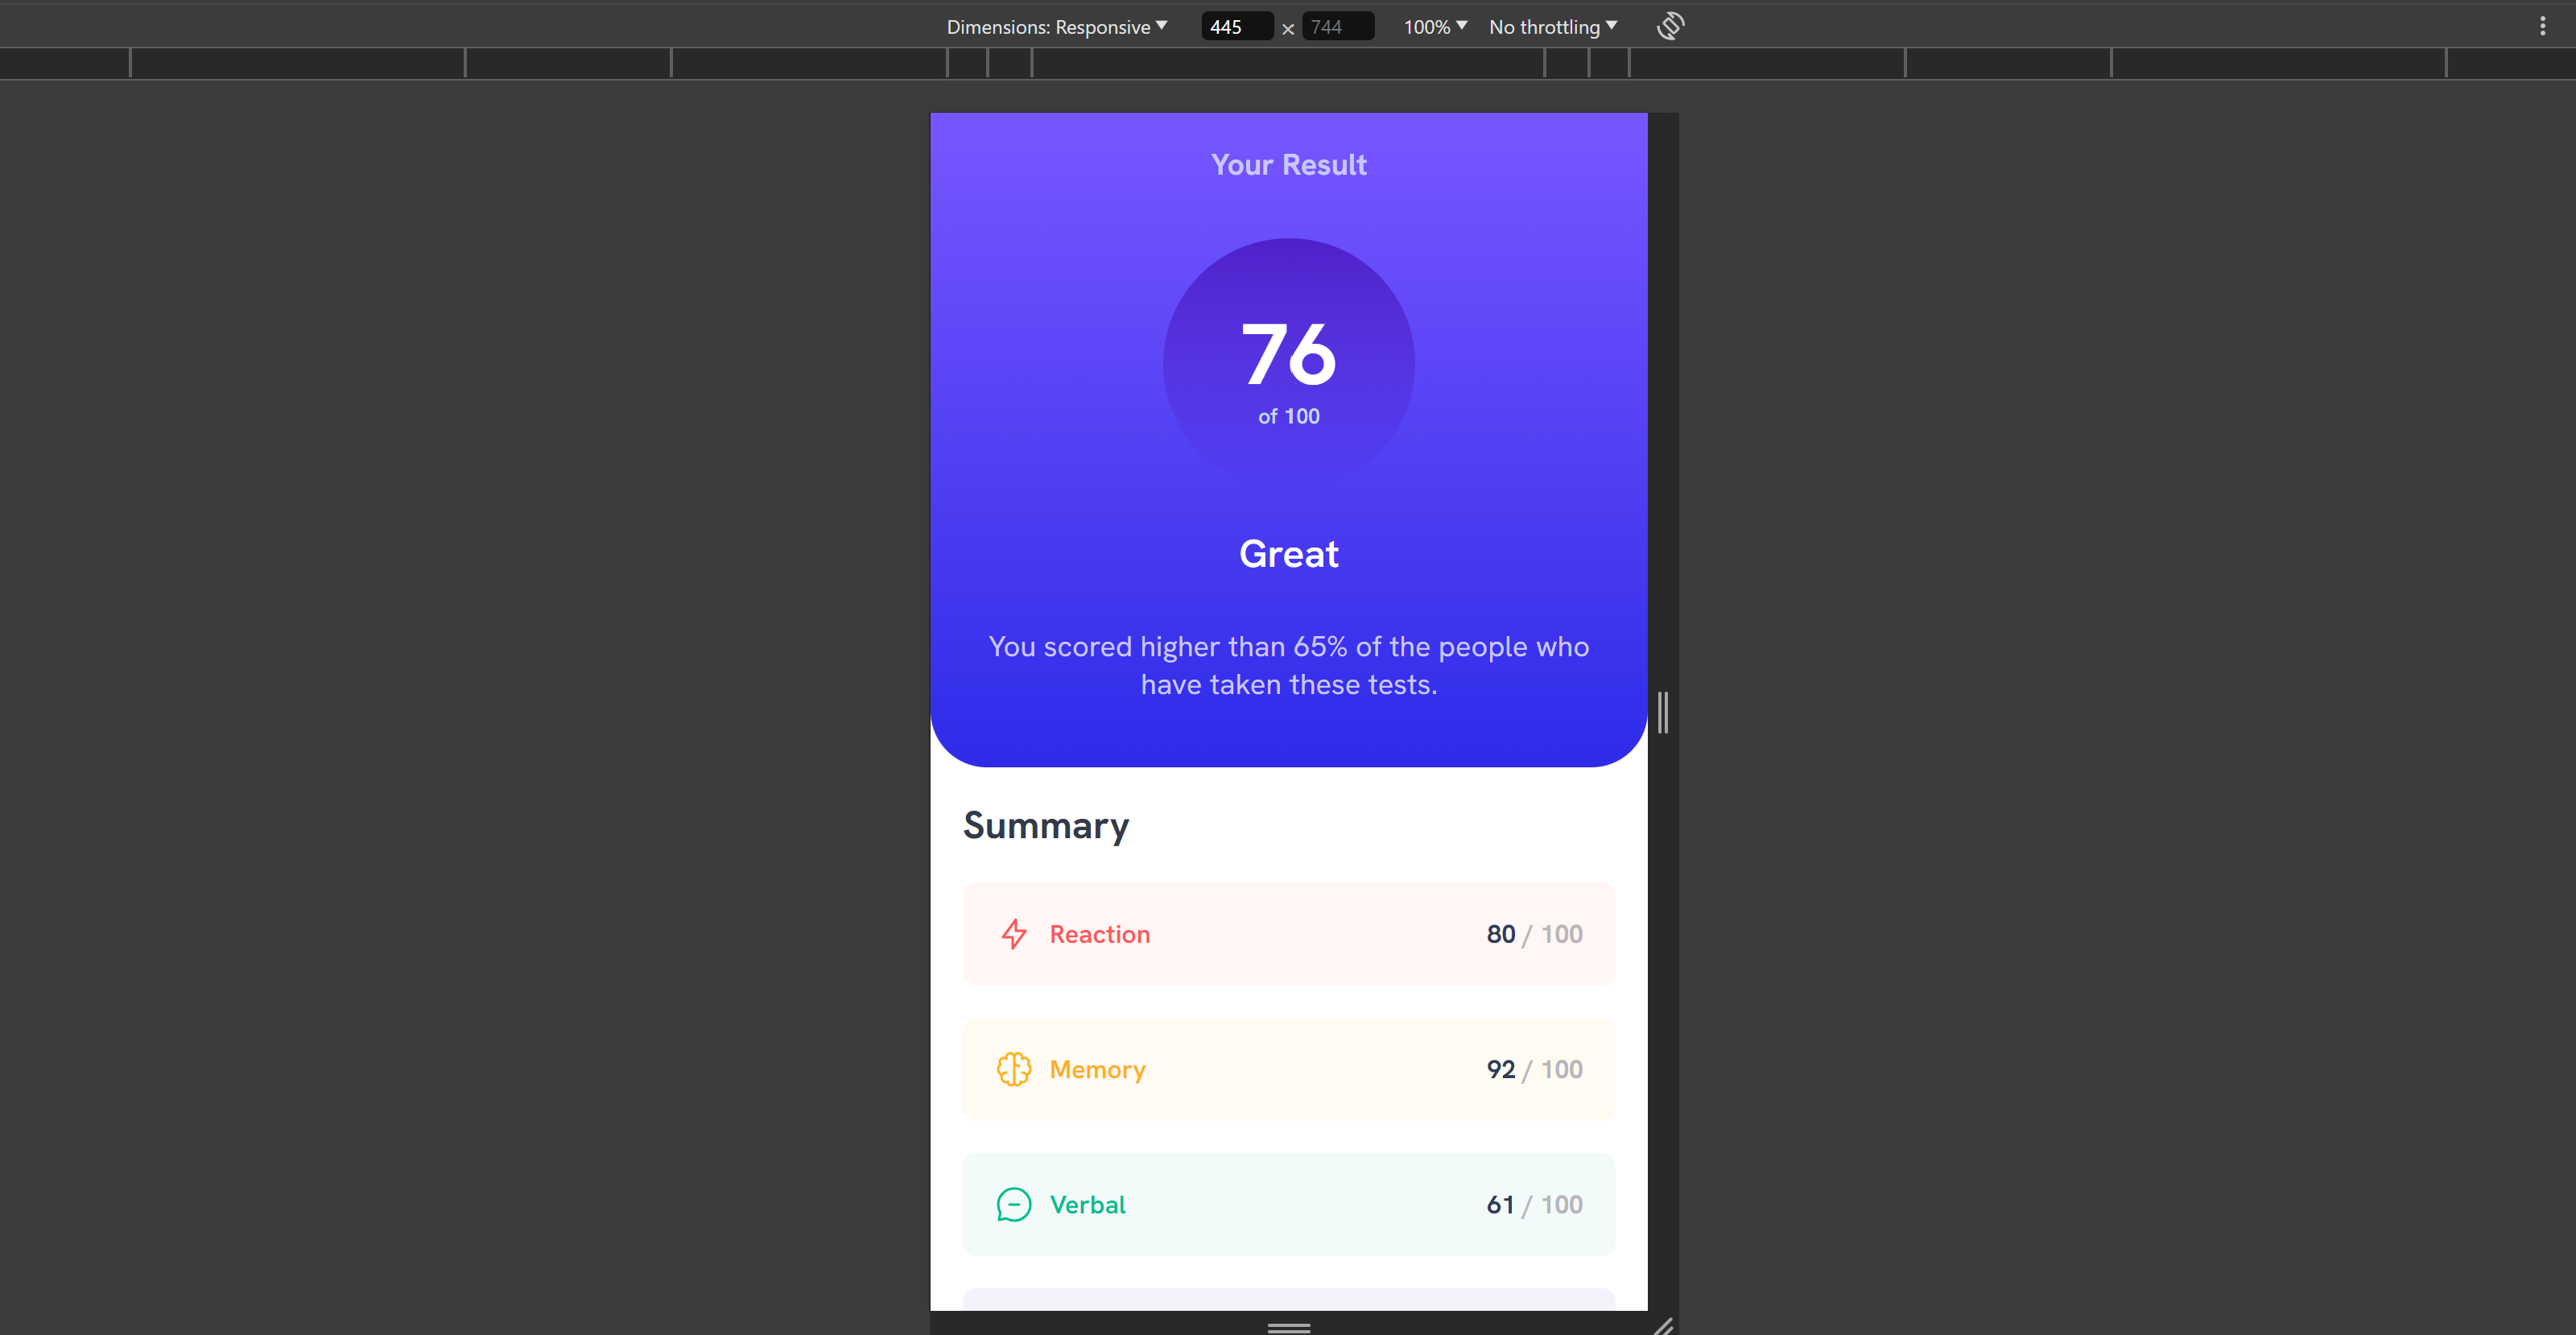 Dimensions: Responsive 445 x 744 100% No throttling
Your Result
76
of 100
Great
You scored higher than 65% of the people who
have taken these tests.
Summary
Reaction 80 / 100
Memory 92 / 100
Verbal 61 / 100